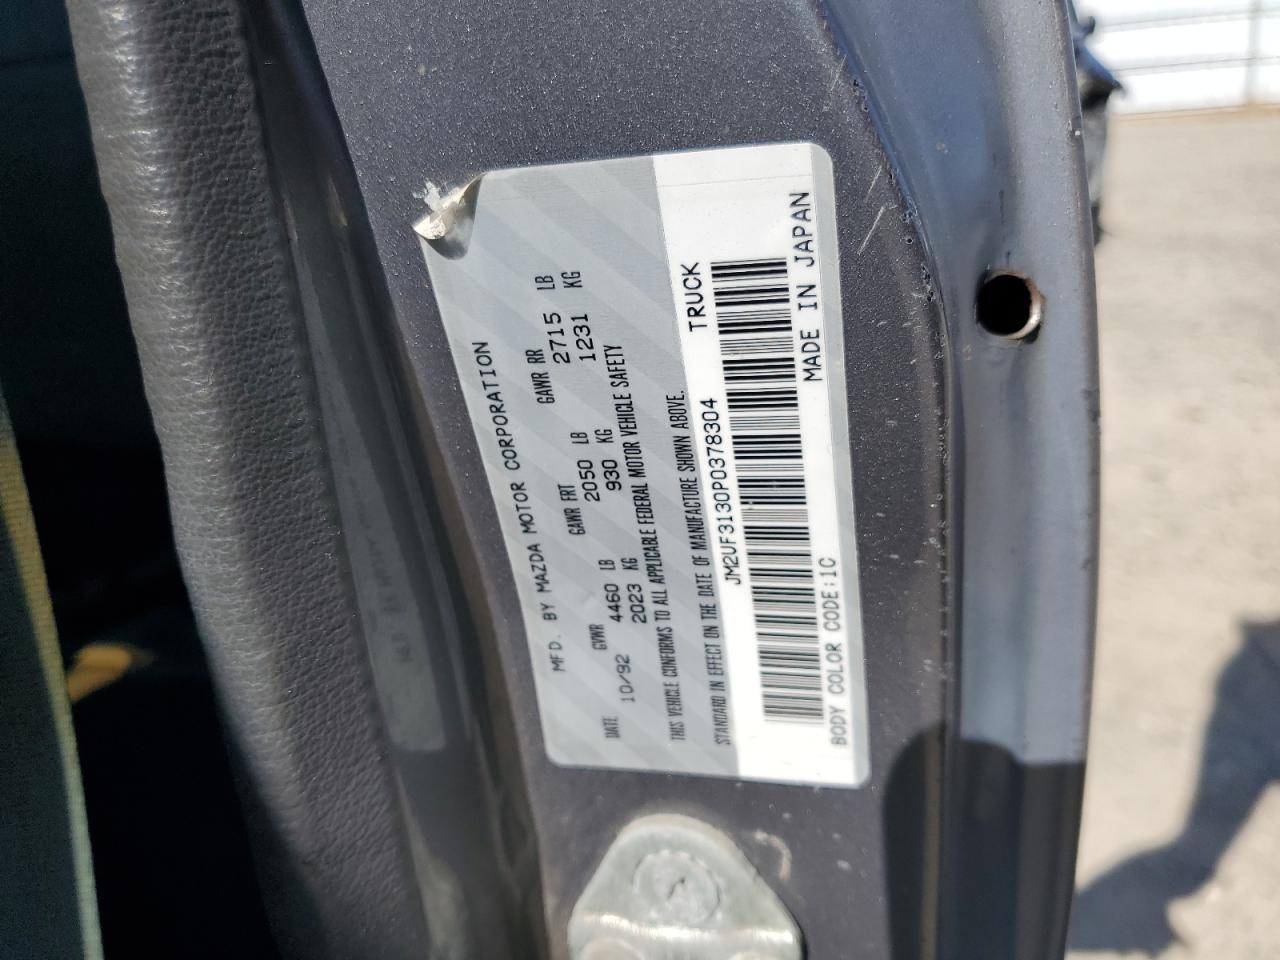 MFD. BY MAZDA MOTOR CORPORATION
DATE GVWR GAWR FRT GAWR RR
10/92 4460 LB 2050 LB 2715 LB
2023 KG 930 KG 1231 KG
THIS VEHICLE CONFORMS TO ALL APPLICABLE FEDERAL MOTOR VEHICLE SAFETY
STANDARD IN EFFECT ON THE DATE OF MANUFACTURE SHOWN ABOVE.
JM2UF3130P0378304 TRUCK
BODY COLOR CODE:1C MADE IN JAPAN